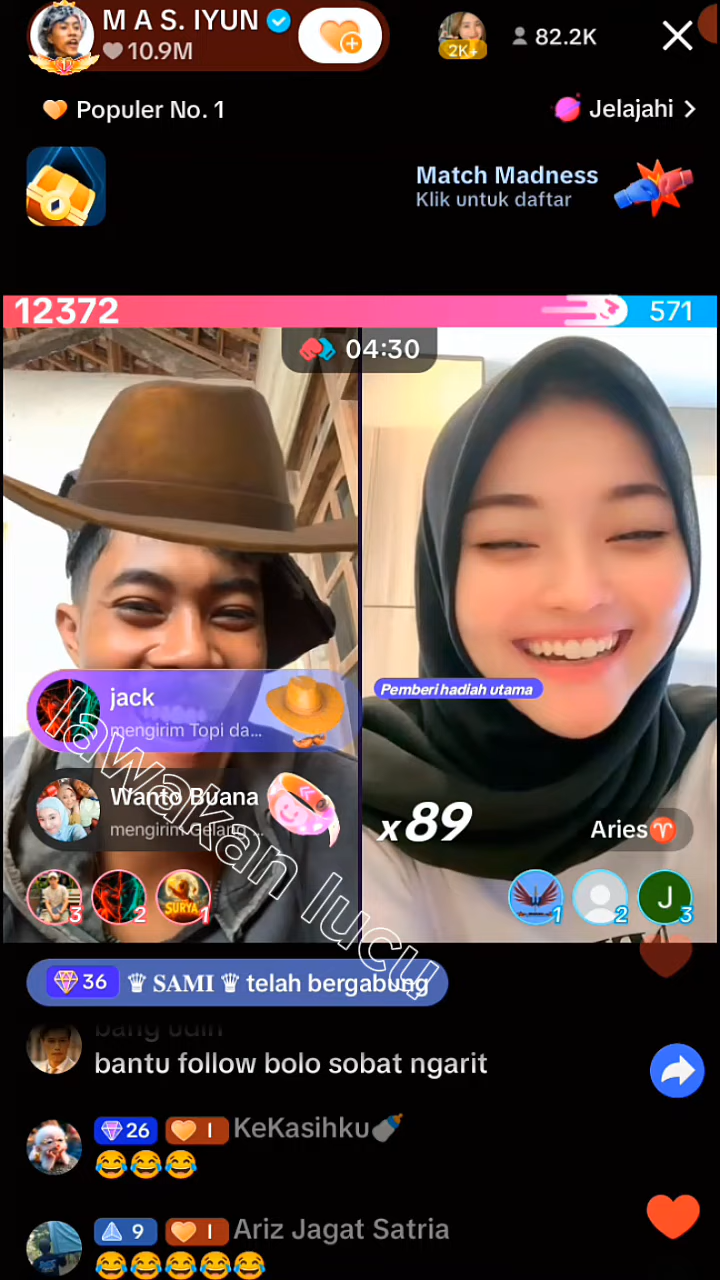 M A S. IYUN
10.9M
2K+
82.2K
Populer No. 1
Jelajahi
Match Madness
Klik untuk daftar
12372
571
04:30
jack
mengirim Topi da...
Pemberi hadiah utama
Wanto Buana
mengirim Gelang ...
x89
Aries♈
3
2
SURYA
1
1
2
J
3
lawakan lucu
36 ♛ SAMI ♛ telah bergabung
bang udin
bantu follow bolo sobat ngarit
26 I KeKasihku🍼
😂😂😂
9 I Ariz Jagat Satria
😂😂😂😂😂